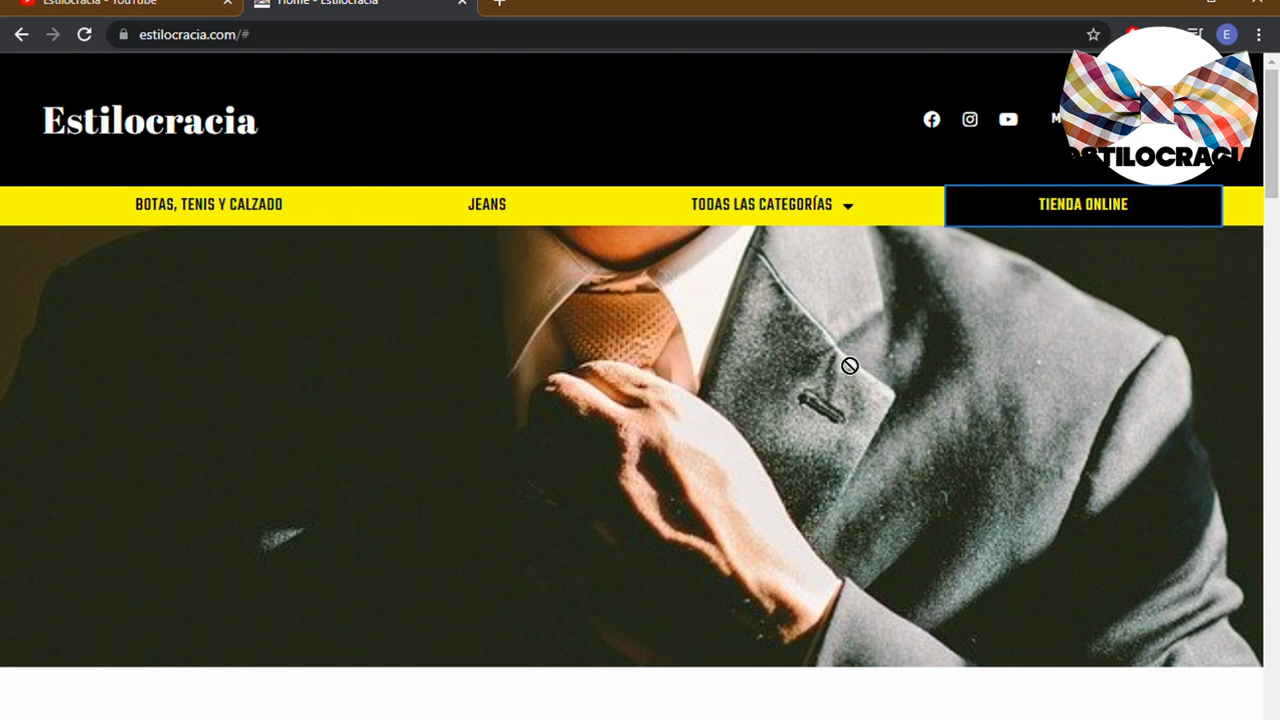 Estilocracia - YouTube
Home - Estilocracia
estilocracia.com/#
E
Estilocracia
ESTILOCRACIA
BOTAS, TENIS Y CALZADO
JEANS
TODAS LAS CATEGORÍAS
TIENDA ONLINE